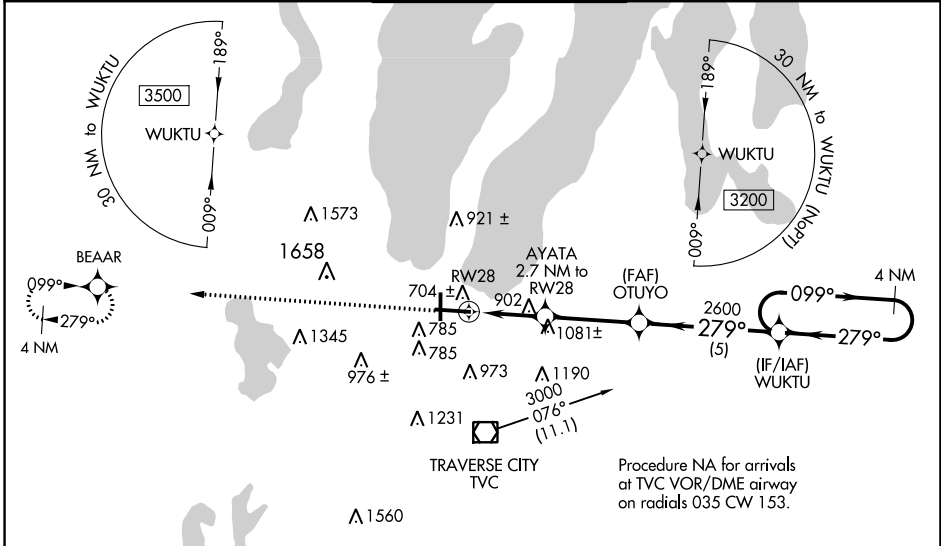 30 NM to WUKTU
189°
3500
WUKTU
009°
30 NM to WUKTU (NoPT)
189°
WUKTU
3200
009°
1573
921 ±
1658
BEAAR
099°
279°
4 NM
704 ±
RW28
902
AYATA
2.7 NM to
RW28
1081±
(FAF)
OTUYO
2600
279°
(5)
099°
4 NM
279°
(IF/IAF)
WUKTU
1345
785
785
976 ±
973
1190
1231
3000
076°
(11.1)
TRAVERSE CITY
TVC
Procedure NA for arrivals
at TVC VOR/DME airway
on radials 035 CW 153.
1560